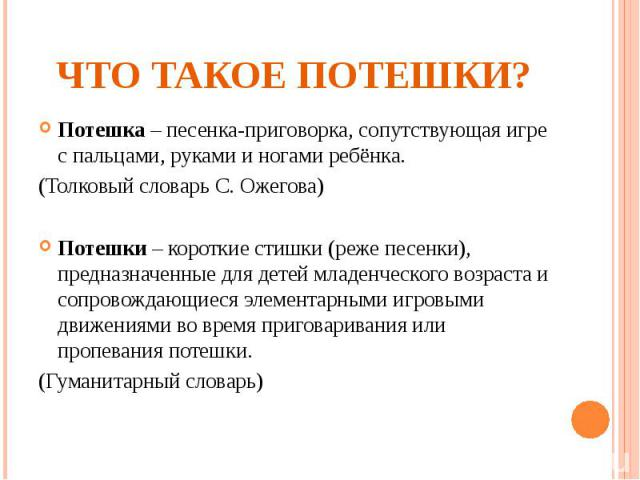 ЧТО ТАКОЕ ПОТЕШКИ?
Потешка – песенка-приговорка, сопутствующая игре
с пальцами, руками и ногами ребёнка.
(Толковый словарь С. Ожегова)
Потешки – короткие стишки (реже песенки),
предназначенные для детей младенческого возраста и
сопровождающиеся элементарными игровыми
движениями во время приговаривания или
пропевания потешки.
(Гуманитарный словарь)